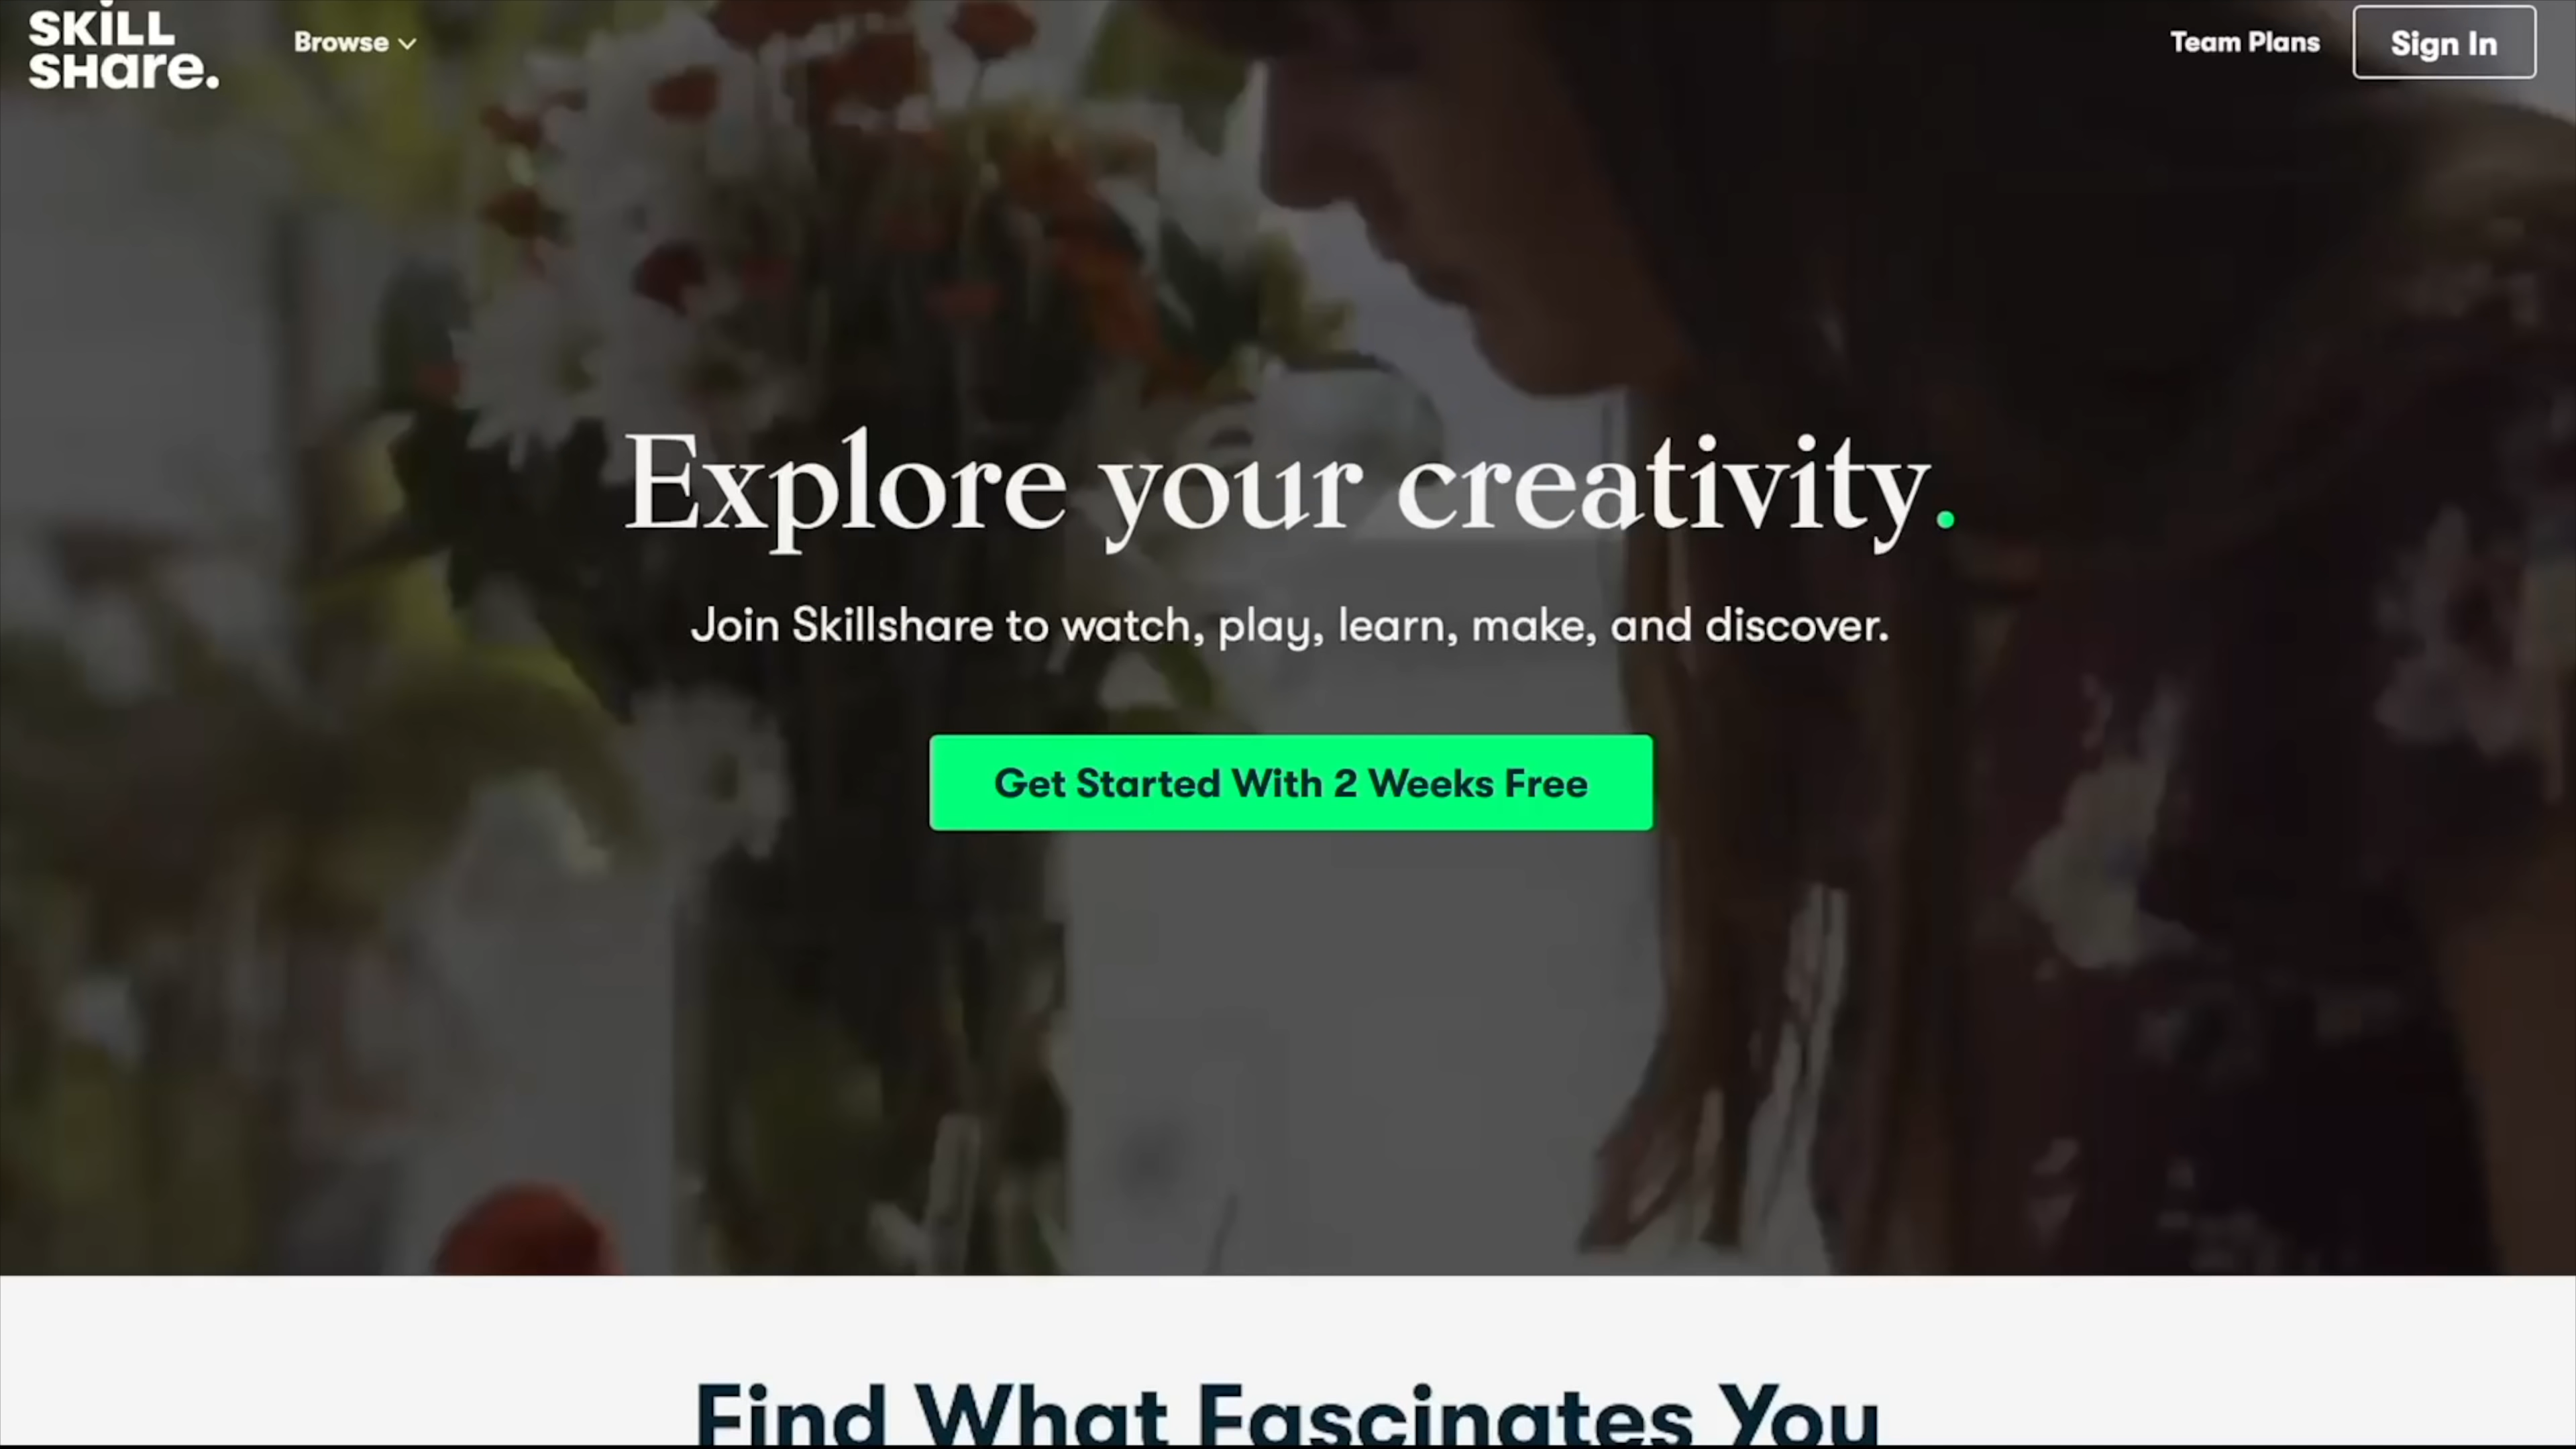 SKiLL
SHare.
Browse
Team Plans
Sign In
Explore your creativity.
Join Skillshare to watch, play, learn, make, and discover.
Get Started With 2 Weeks Free
Find What Fascinates You